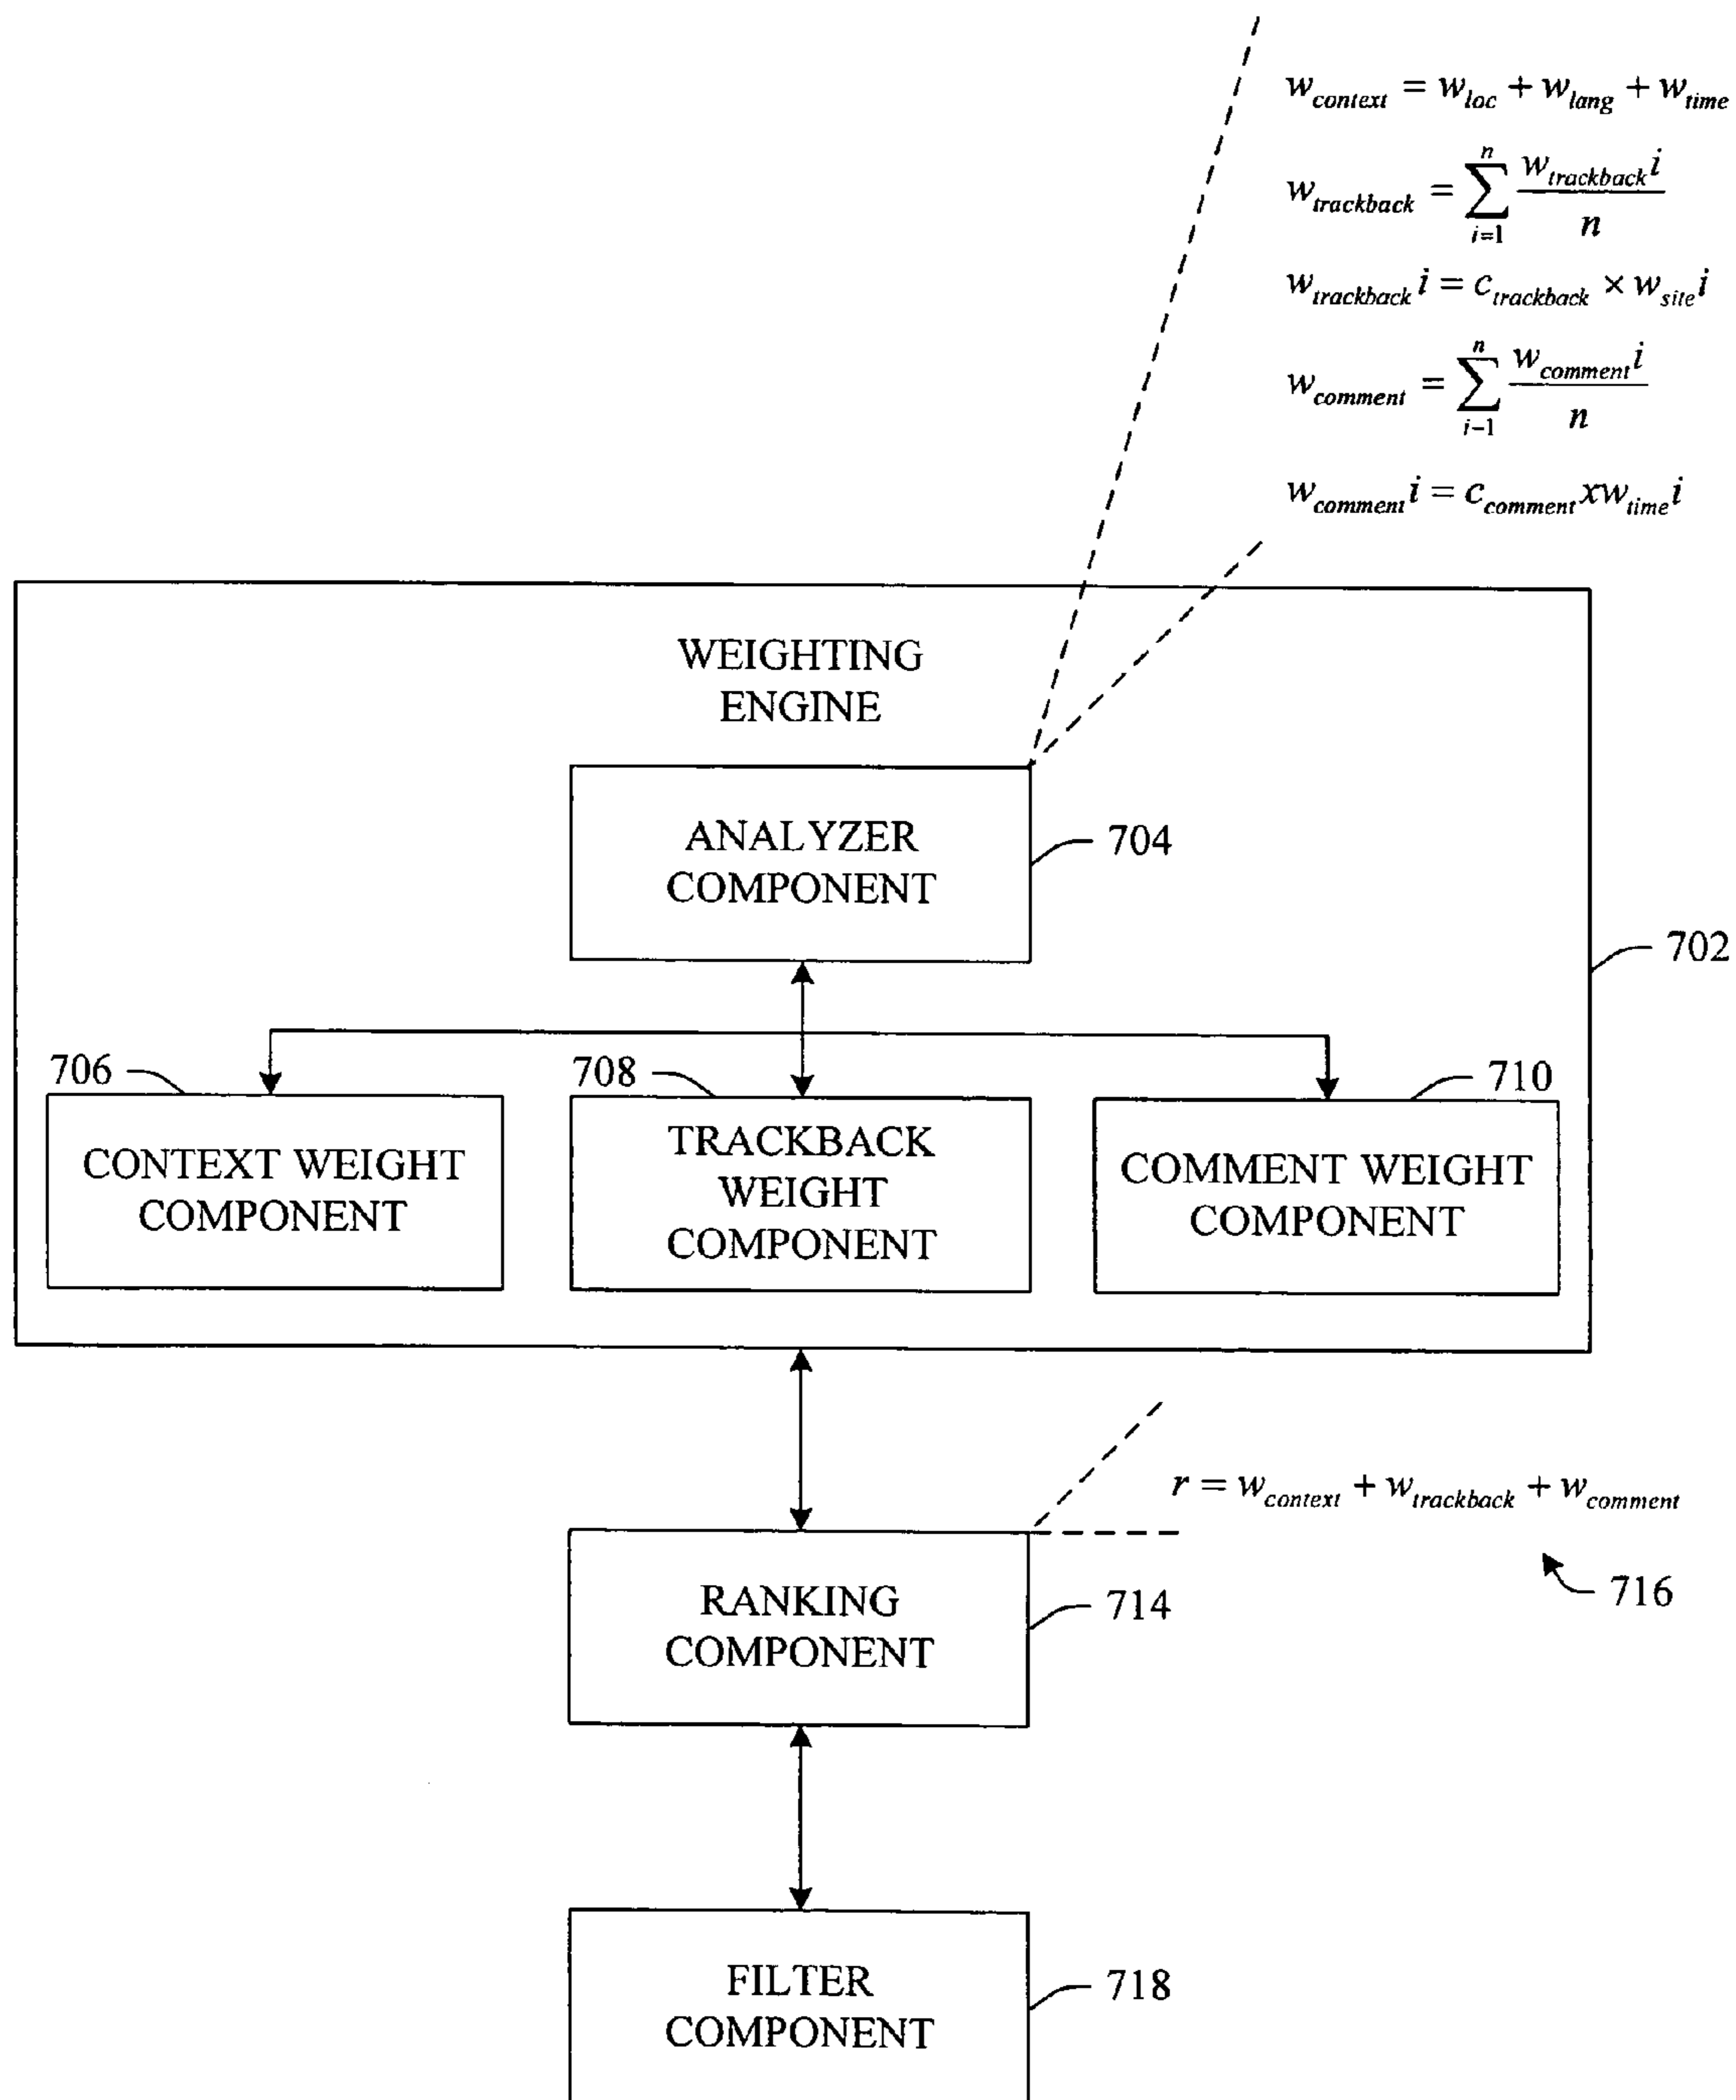 w_context = w_loc + w_lang + w_time
w_trackback = ∑_{i=1}^{n} w_trackback i / n
w_trackback i = c_trackback × w_site i
w_comment = ∑_{i-1}^{n} w_comment i / n
w_comment i = c_comment x w_time i
WEIGHTING
ENGINE
ANALYZER
COMPONENT
704
702
706
708
710
CONTEXT WEIGHT
COMPONENT
TRACKBACK
WEIGHT
COMPONENT
COMMENT WEIGHT
COMPONENT
r = w_context + w_trackback + w_comment
716
RANKING
COMPONENT
714
FILTER
COMPONENT
718